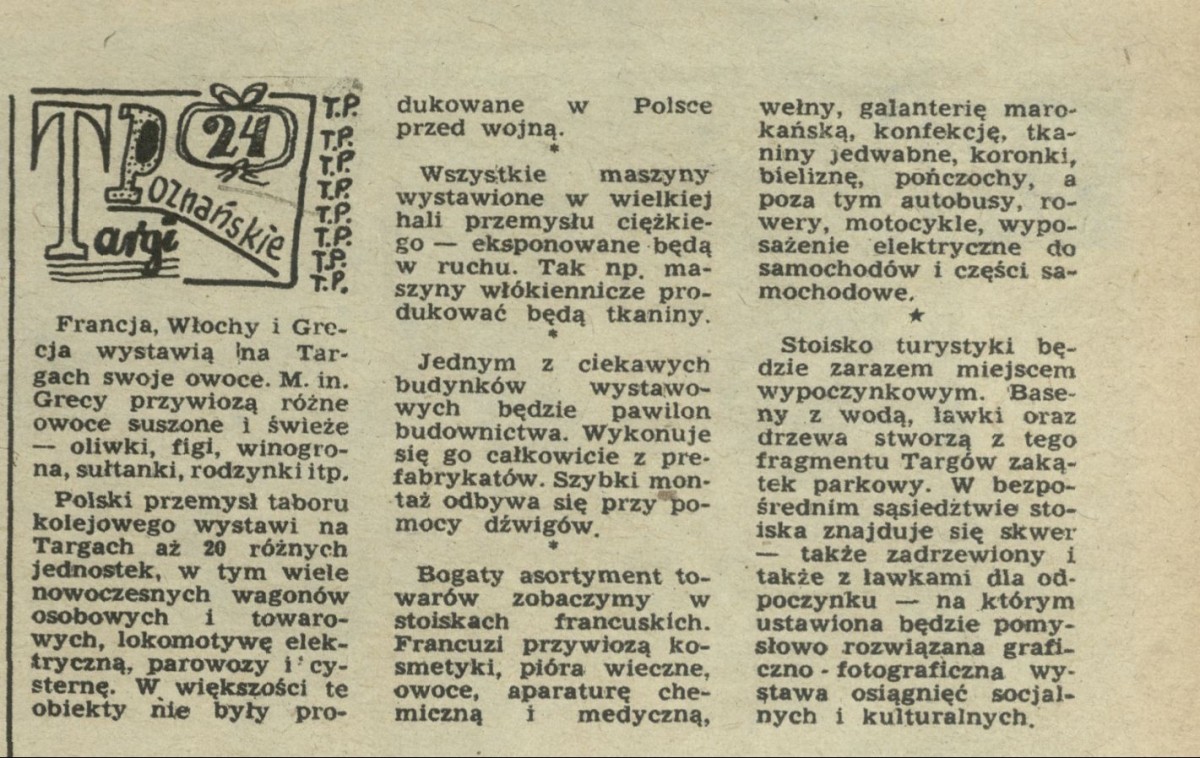 Targi
Poznańskie
24
T.P.
T.P.
T.P.
T.P.
T.P.
T.P.
T.P.
T.P.
Francja, Włochy i Gre-
cja wystawią na Tar-
gach swoje owoce. M. in.
Grecy przywiozą różne
owoce suszone i świeże
— oliwki, figi, winogro-
na, sułtanki, rodzynki itp.
Polski przemysł taboru
kolejowego wystawi na
Targach aż 20 różnych
jednostek, w tym wiele
nowoczesnych wagonów
osobowych i towaro-
wych, lokomotywę elek-
tryczną, parowozy i cy-
sternę. W większości te
obiekty nie były pro-
dukowane w Polsce
przed wojną.
*
Wszystkie maszyny
wystawione w wielkiej
hali przemysłu ciężkie-
go — eksponowane będą
w ruchu. Tak np. ma-
szyny włókiennicze pro-
dukować będą tkaniny.
*
Jednym z ciekawych
budynków wystawo-
wych będzie pawilon
budownictwa. Wykonuje
się go całkowicie z pre-
fabrykatów. Szybki mon-
taż odbywa się przy po-
mocy dźwigów.
*
Bogaty asortyment to-
warów zobaczymy w
stoiskach francuskich.
Francuzi przywiozą ko-
smetyki, pióra wieczne,
owoce, aparaturę che-
miczną i medyczną,
wełny, galanterię maro-
kańską, konfekcję, tka-
niny jedwabne, koronki,
bieliznę, pończochy, a
poza tym autobusy, ro-
wery, motocykle, wypo-
sażenie elektryczne do
samochodów i części sa-
mochodowe.
★
Stoisko turystyki bę-
dzie zarazem miejscem
wypoczynkowym. Base-
ny z wodą, ławki oraz
drzewa stworzą z tego
fragmentu Targów zaką-
tek parkowy. W bezpo-
średnim sąsiedztwie sto-
iska znajduje się skwer
— także zadrzewiony i
także z ławkami dla od-
poczynku — na którym
ustawiona będzie pomy-
słowo rozwiązana grafi-
czno - fotograficzna wy-
stawa osiągnięć socjal-
nych i kulturalnych.